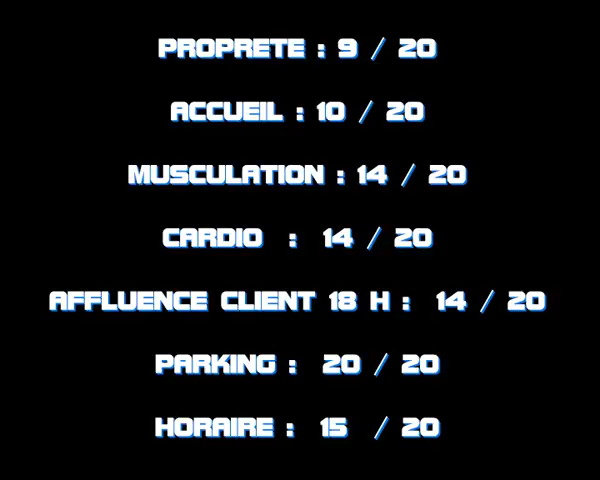 PROPRETE : 9 / 20
ACCUEIL : 10 / 20
MUSCULATION : 14 / 20
CARDIO : 14 / 20
AFFLUENCE CLIENT 18 H : 14 / 20
PARKING : 20 / 20
HORAIRE : 15 / 20